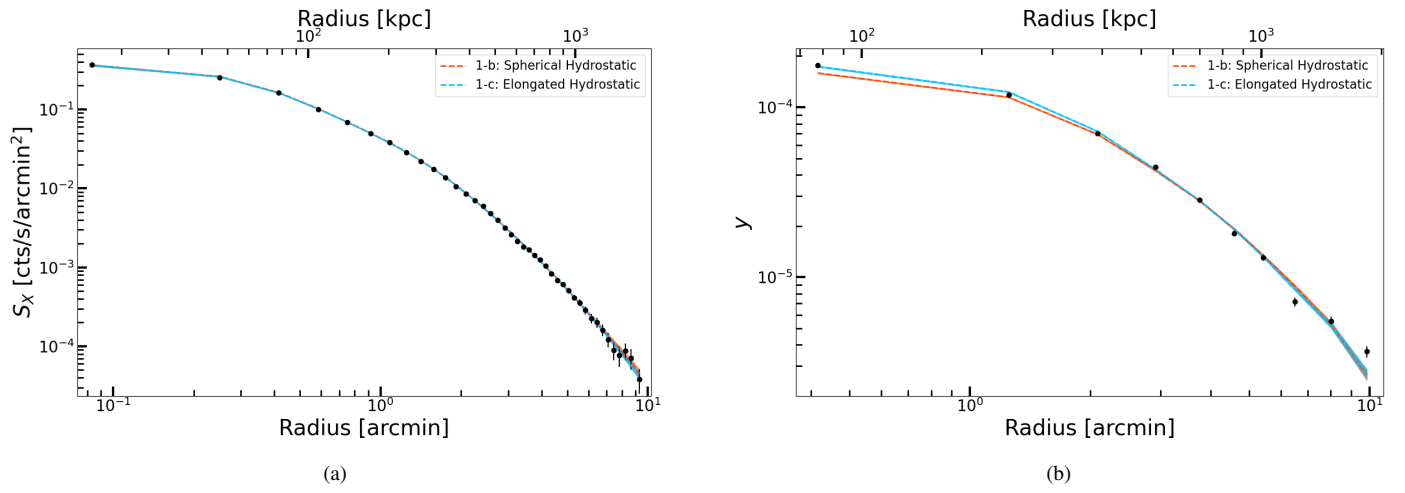 Radius [kpc]
10² 10³
1-b: Spherical Hydrostatic
1-c: Elongated Hydrostatic
10⁻¹
10⁻²
10⁻³
10⁻⁴
S_X [cts/s/arcmin²]
10⁻¹ 10⁰ 10¹
Radius [arcmin]
(a)
Radius [kpc]
10² 10³
1-b: Spherical Hydrostatic
1-c: Elongated Hydrostatic
10⁻⁴
10⁻⁵
y
10⁰ 10¹
Radius [arcmin]
(b)